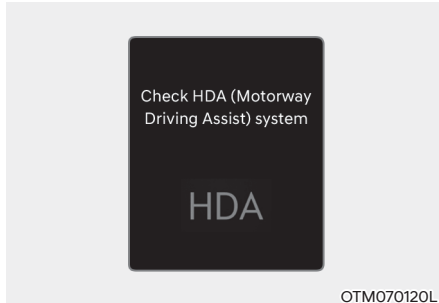 Check HDA (Motorway
Driving Assist) system
HDA
OTM070120L